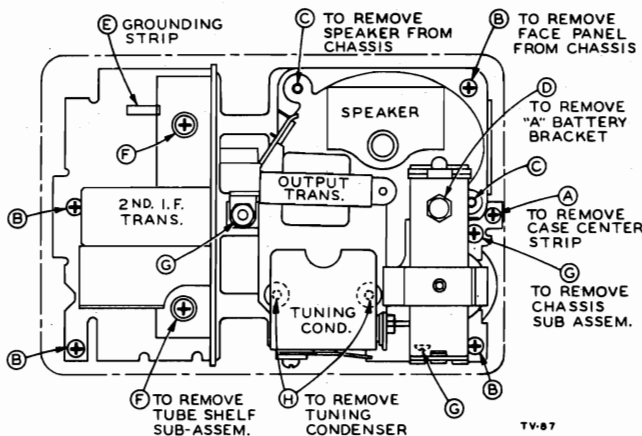 E GROUNDING
STRIP
C TO REMOVE
SPEAKER FROM
CHASSIS
B TO REMOVE
FACE PANEL
FROM CHASSIS
D
TO REMOVE
"A" BATTERY
BRACKET
F
SPEAKER
C
OUTPUT
TRANS.
2ND. I.F.
TRANS.
B
A
TO REMOVE
CASE CENTER
STRIP
G
G
TO REMOVE
CHASSIS
SUB ASSEM.
TUNING
COND.
B
F TO REMOVE
TUBE SHELF
SUB-ASSEM.
H TO REMOVE
TUNING
CONDENSER
G
B
TV-87